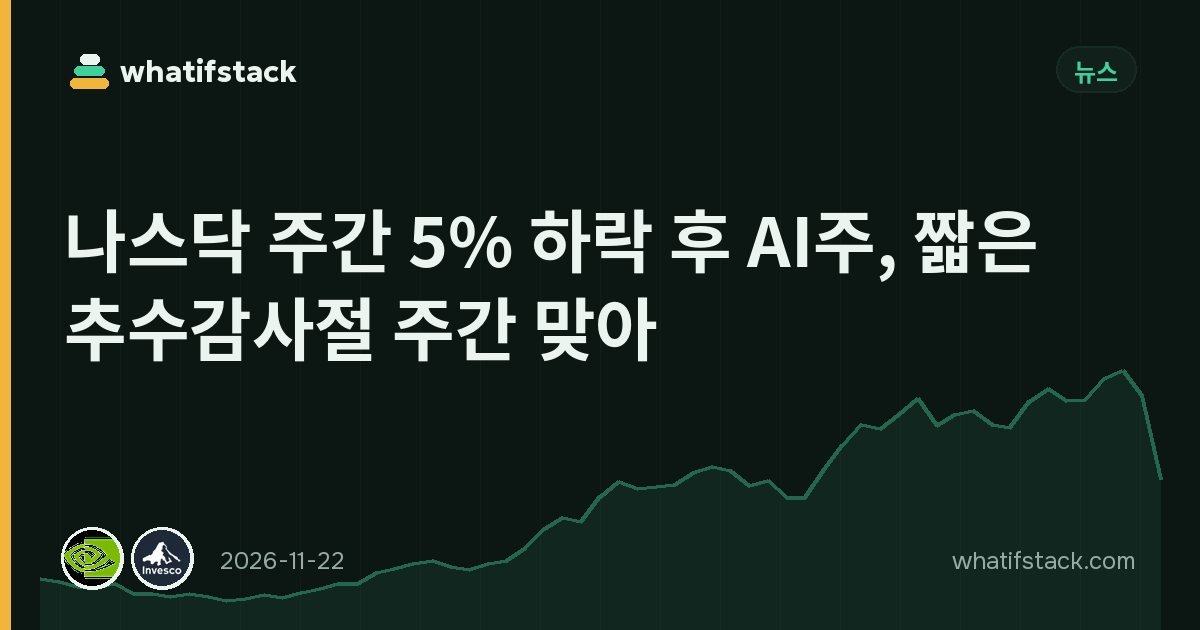 whatifstack
뉴스
나스닥 주간 5% 하락 후 AI주, 짧은
추수감사절 주간 맞아
Invesco
2026-11-22
whatifstack.com